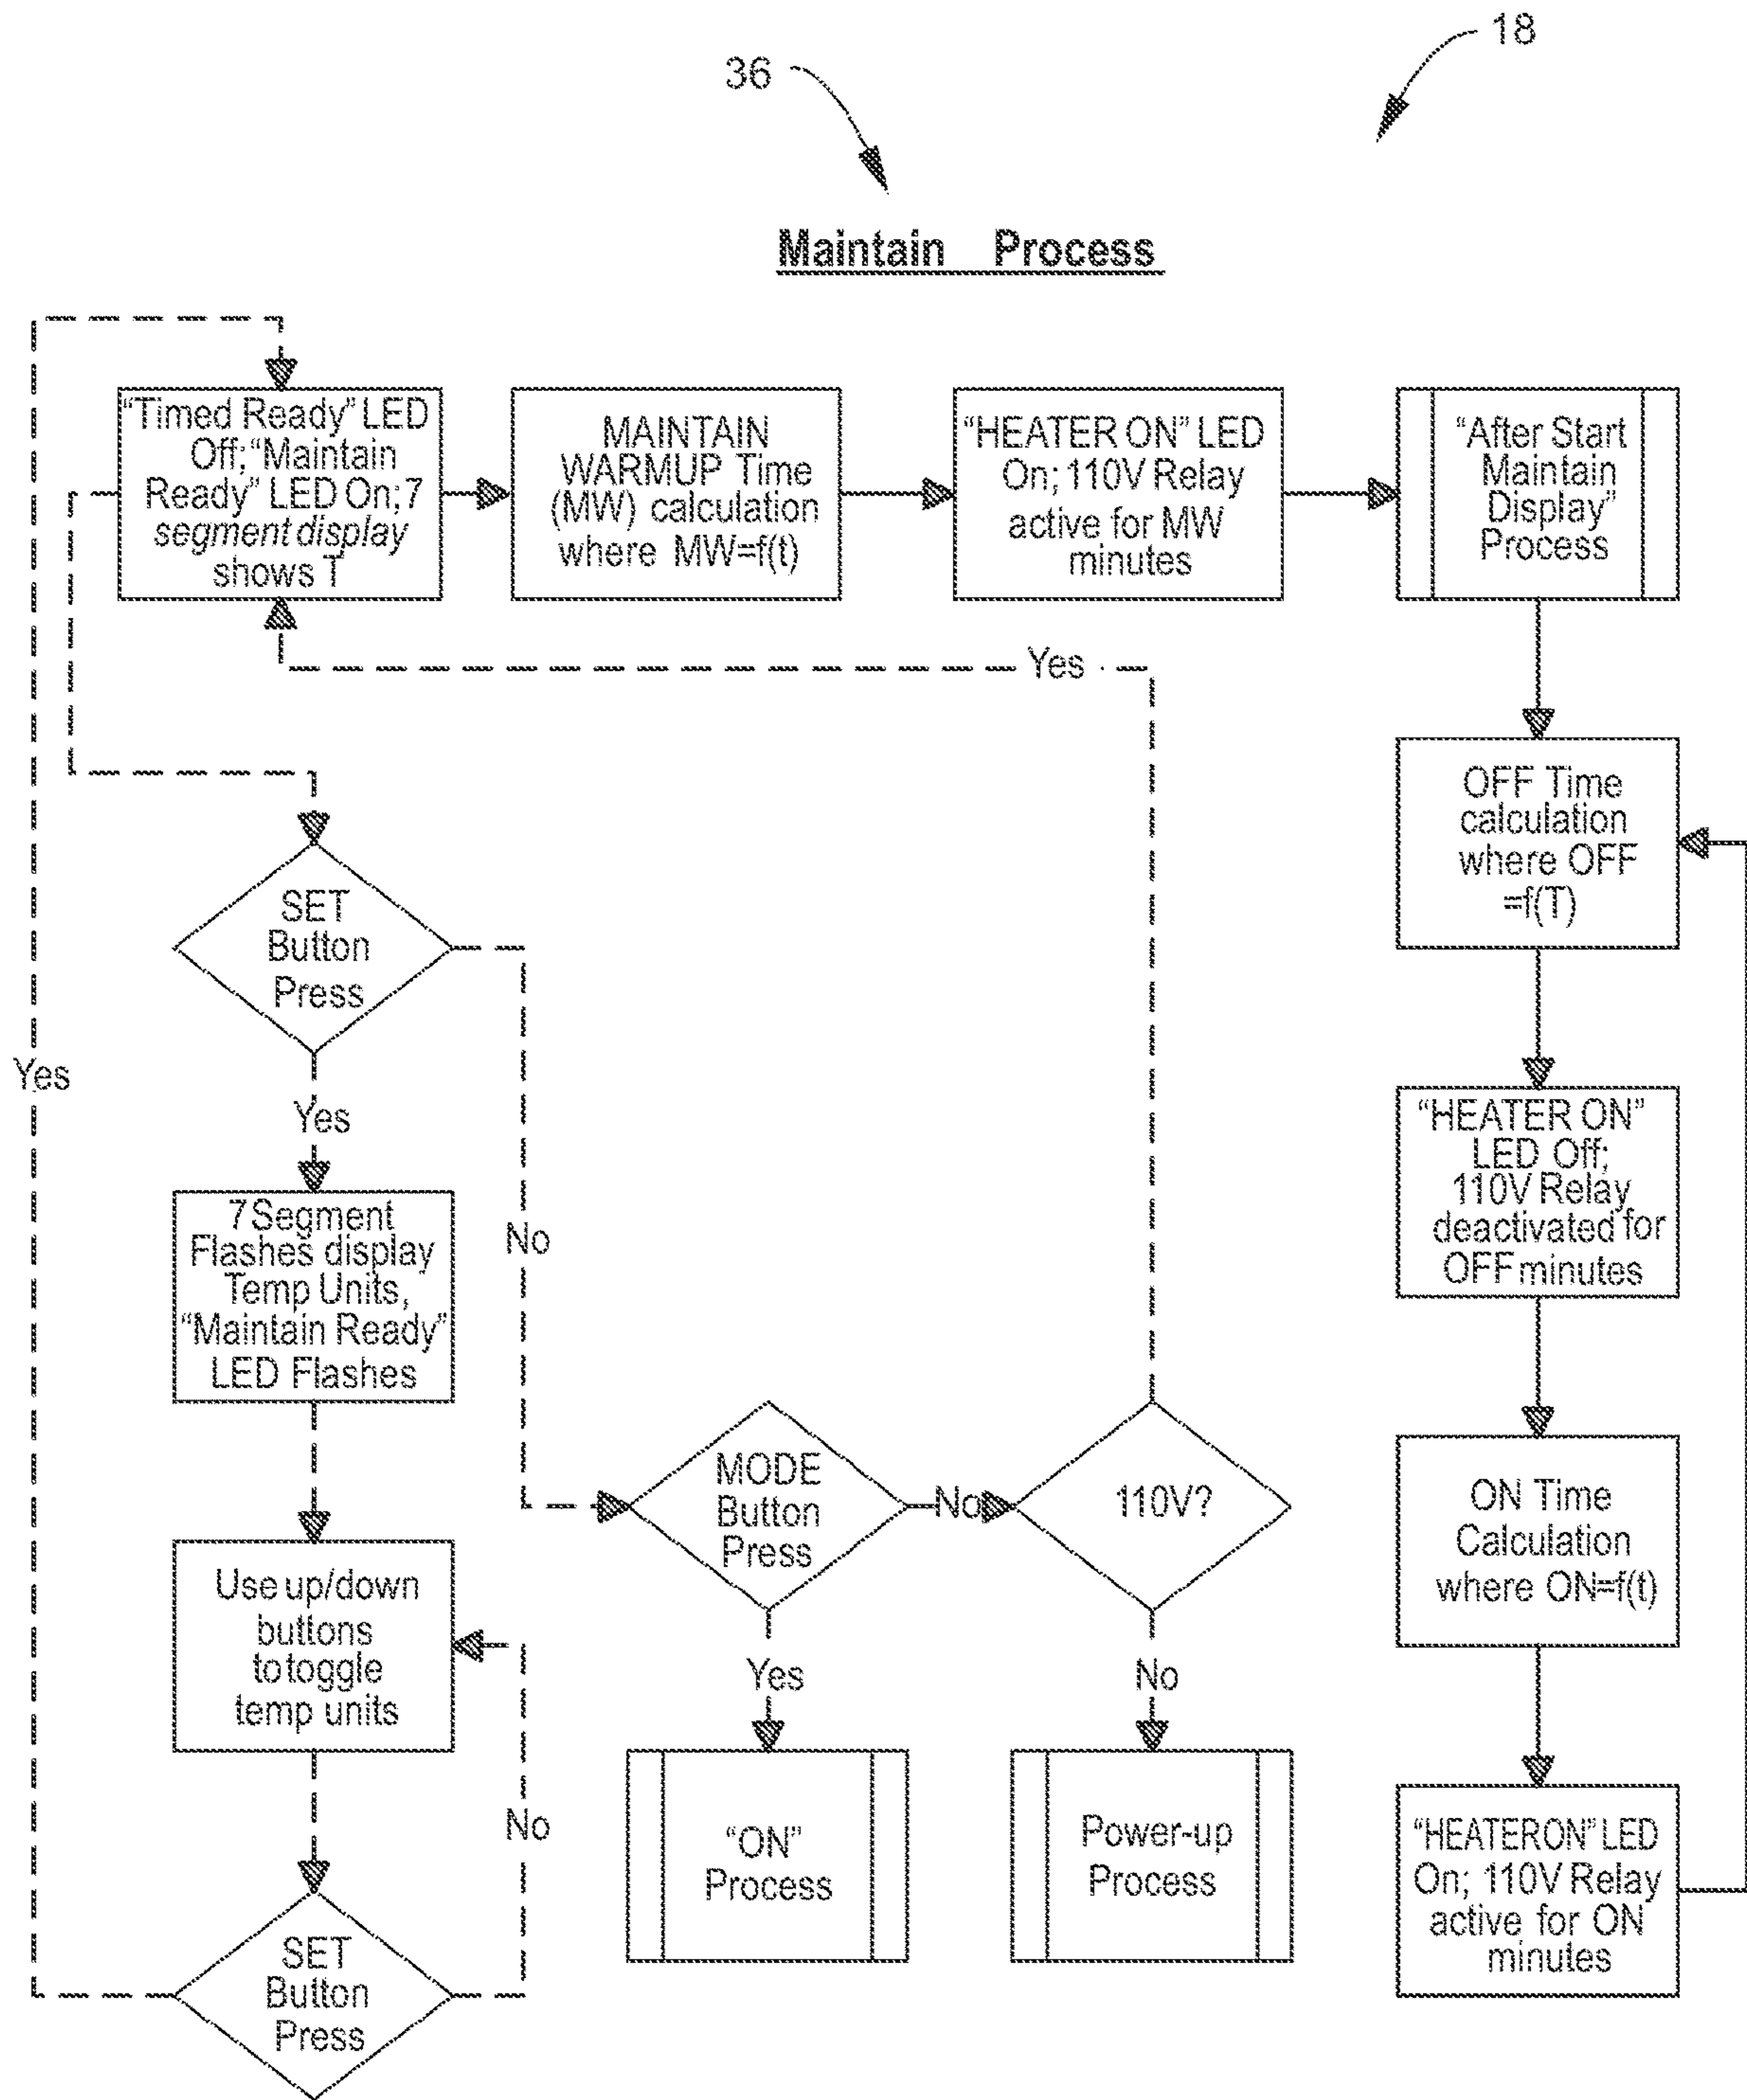 18
36
Maintain Process
“Timed Ready” LED
Off; “Maintain
Ready” LED On; 7
segment display
shows T
MAINTAIN
WARMUP Time
(MW) calculation
where MW=f(t)
“HEATER ON” LED
On; 110V Relay
active for MW
minutes
“After Start
Maintain
Display”
Process
Yes
OFF Time
calculation
where OFF
=f(T)
SET
Button
Press
Yes
Yes
No
“HEATER ON”
LED Off;
110V Relay
deactivated for
OFF minutes
7 Segment
Flashes display
Temp Units,
“Maintain Ready”
LED Flashes
MODE
Button
Press
No
110V?
ON Time
Calculation
where ON=f(t)
Use up/down
buttons
to toggle
temp units
Yes
No
No
“ON”
Process
Power-up
Process
“HEATERON” LED
On; 110V Relay
active for ON
minutes
SET
Button
Press